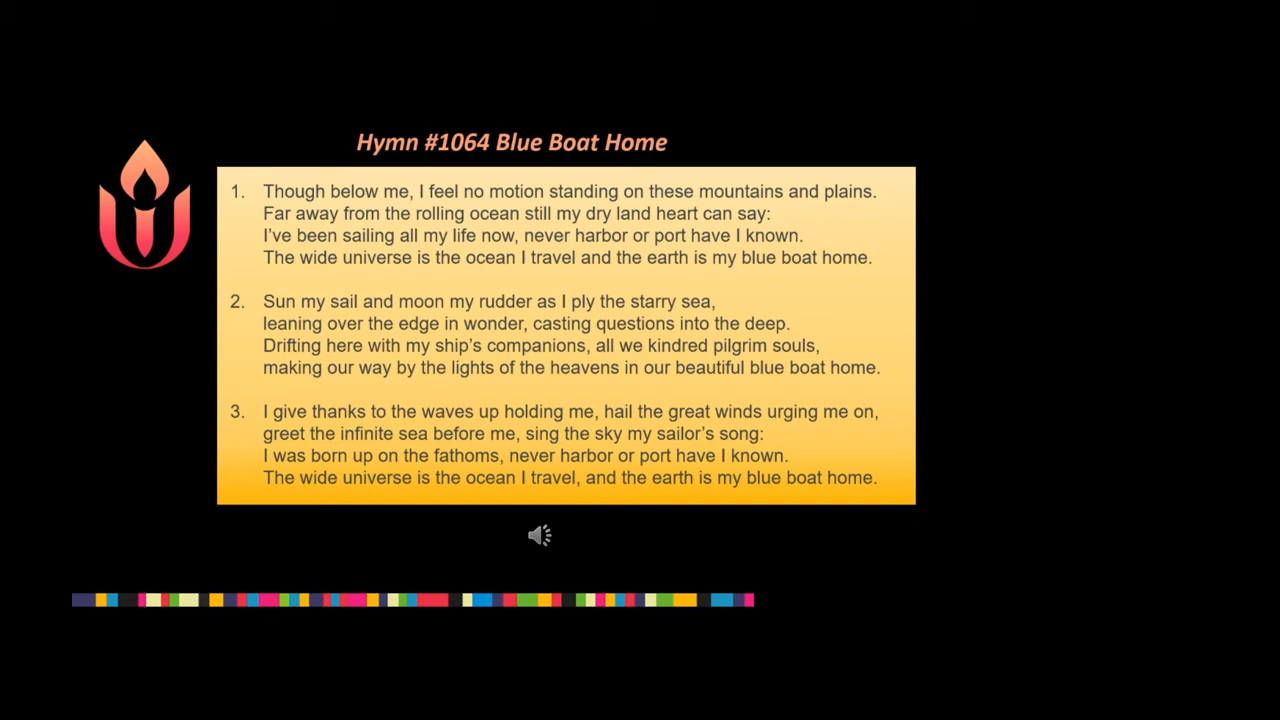 Hymn #1064 Blue Boat Home
1. Though below me, I feel no motion standing on these mountains and plains.
Far away from the rolling ocean still my dry land heart can say:
I've been sailing all my life now, never harbor or port have I known.
The wide universe is the ocean I travel and the earth is my blue boat home.
2. Sun my sail and moon my rudder as I ply the starry sea,
leaning over the edge in wonder, casting questions into the deep.
Drifting here with my ship's companions, all we kindred pilgrim souls,
making our way by the lights of the heavens in our beautiful blue boat home.
3. I give thanks to the waves up holding me, hail the great winds urging me on,
greet the infinite sea before me, sing the sky my sailor's song:
I was born up on the fathoms, never harbor or port have I known.
The wide universe is the ocean I travel, and the earth is my blue boat home.